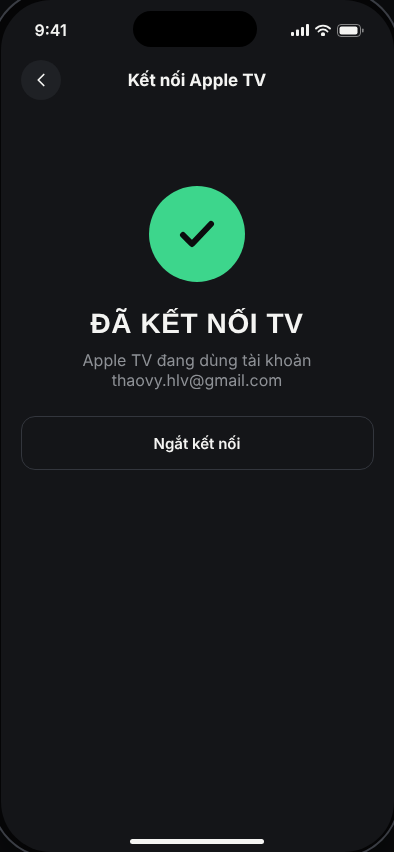 9:41
Kết nối Apple TV
ĐÃ KẾT NỐI TV
Apple TV đang dùng tài khoản
thaovy.hlv@gmail.com
Ngắt kết nối